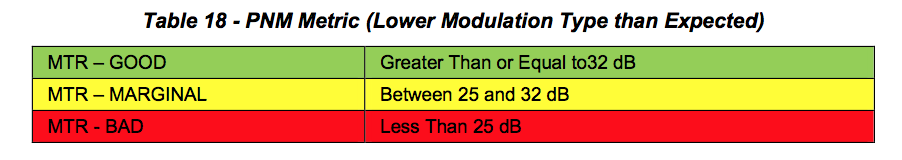 Table 18 - PNM Metric (Lower Modulation Type than Expected)
MTR – GOOD Greater Than or Equal to32 dB
MTR – MARGINAL Between 25 and 32 dB
MTR - BAD Less Than 25 dB